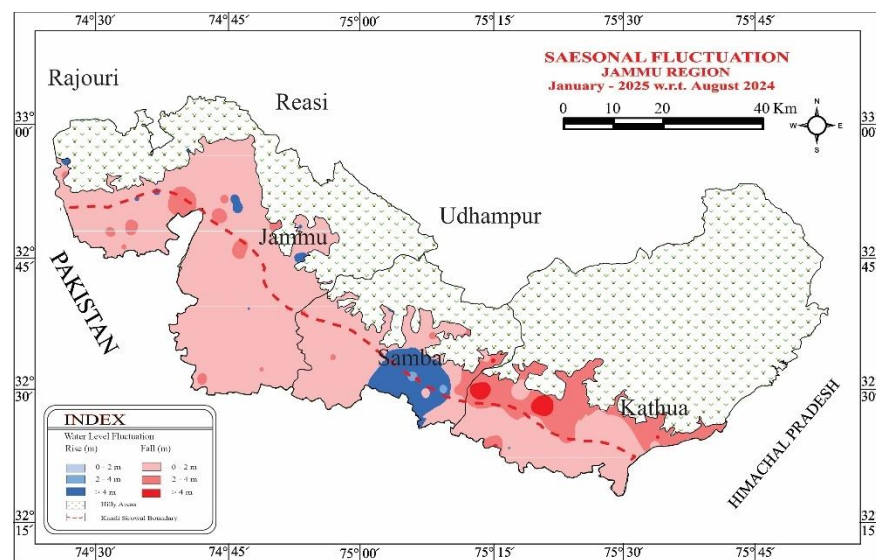 74°30' 74°45' 75°00' 75°15' 75°30' 75°45'
SAESONAL FLUCTUATION
JAMMU REGION
January - 2025 w.r.t. August 2024
0 10 20 20 40 Km
N
W E
S
Rajouri
Reasi
Udhampur
Jammu
Samba
Kathua
PAKISTAN
HIMACHAL PRADESH
33
00'
32
45'
32
30'
32
15'
33
00'
32
45'
32
30'
32
15'
INDEX
Water Level Fluctuation
Rise (m) Fall (m)
0 - 2 m 0 - 2 m
2 - 4 m 2 - 4 m
> 4 m > 4 m
Hilly Areas
Kandi Sirowal Boundary
74°30' 74°45' 75°00' 75°15' 75°30' 75°45'